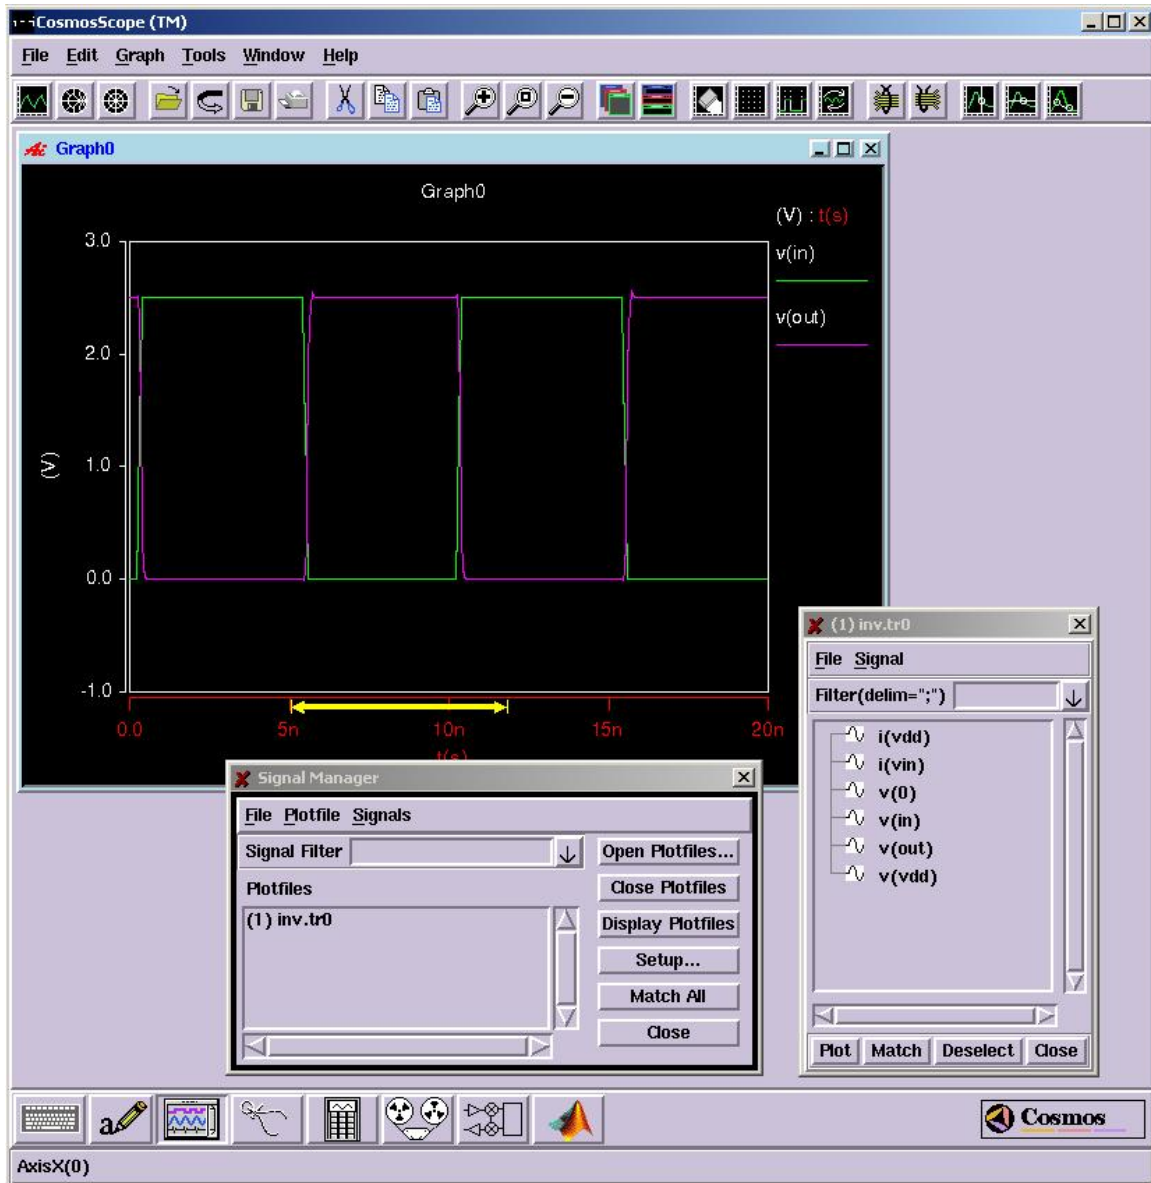 CosmosScope (TM)
File Edit Graph Tools Window Help
Graph0
Graph0
(V) : t(s)
v(in)
v(out)
3.0
2.0
1.0
0.0
-1.0
(V)
0.0 5n 10n 15n 20n
t(s)
(1) inv.tr0
File Signal
Filter(delim=";")
i(vdd)
i(vin)
v(0)
v(in)
v(out)
v(vdd)
Plot Match Deselect Close
Signal Manager
File Plotfile Signals
Signal Filter
Open Plotfiles...
Plotfiles
Close Plotfiles
(1) inv.tr0
Display Plotfiles
Setup...
Match All
Close
a
Cosmos
AxisX(0)